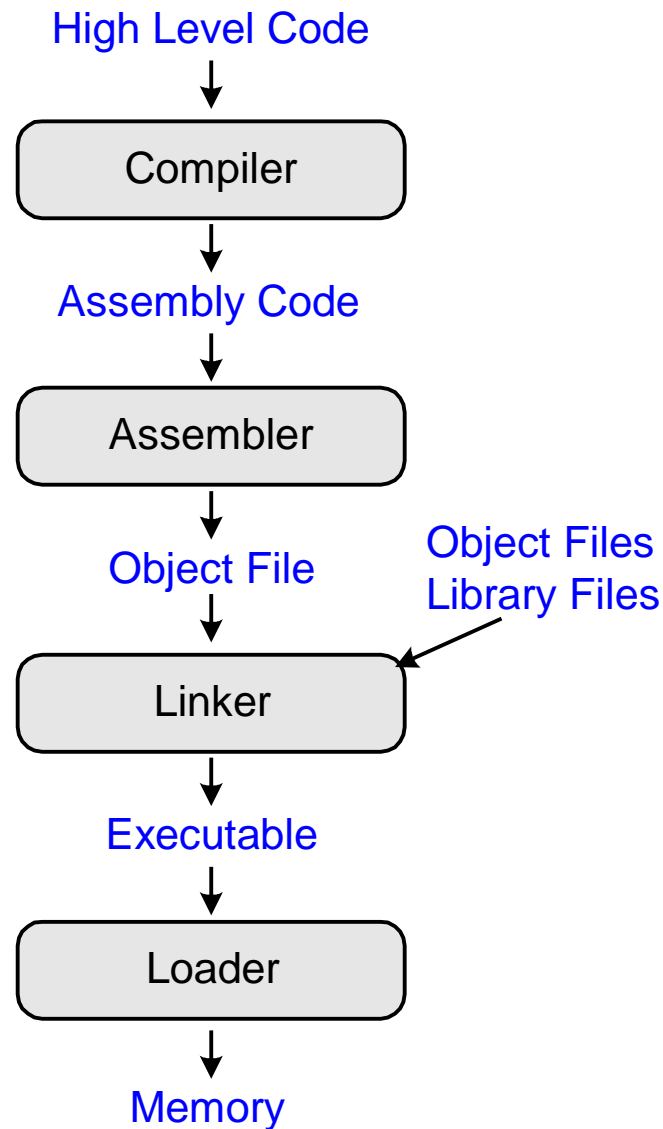 High Level Code
Compiler
Assembly Code
Assembler
Object File
Object Files
Library Files
Linker
Executable
Loader
Memory